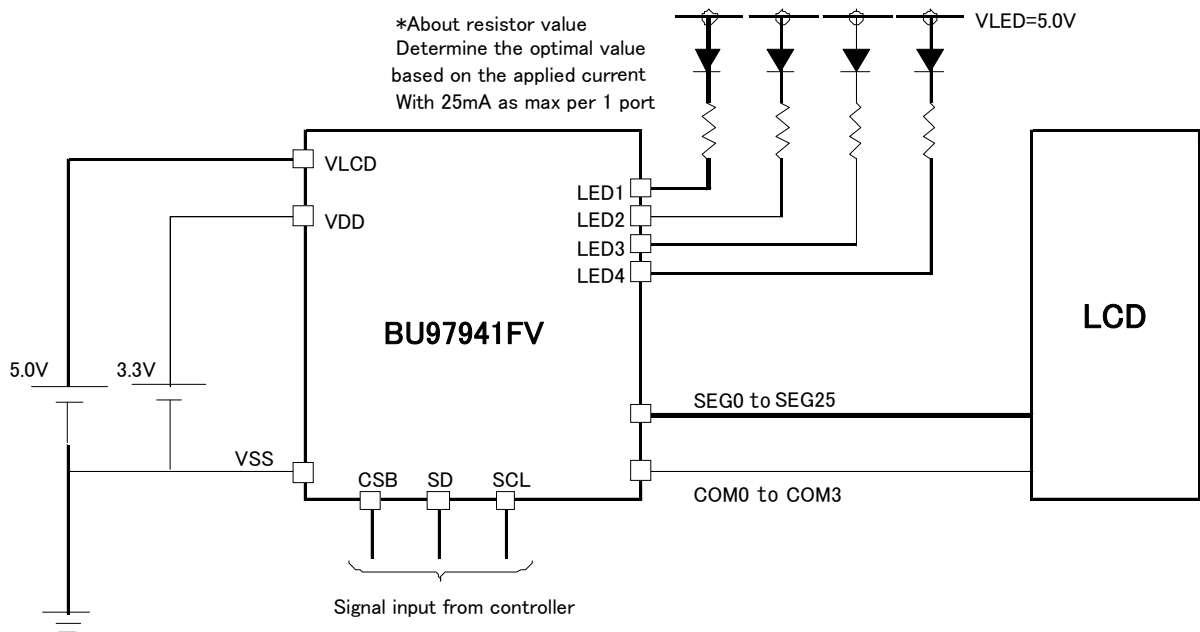 *About resistor value
Determine the optimal value
based on the applied current
With 25mA as max per 1 port
VLED=5.0V
VLCD
VDD
LED1
LED2
LED3
LED4
BU97941FV
LCD
5.0V
3.3V
SEG0 to SEG25
VSS
CSB
SD
SCL
COM0 to COM3
Signal input from controller